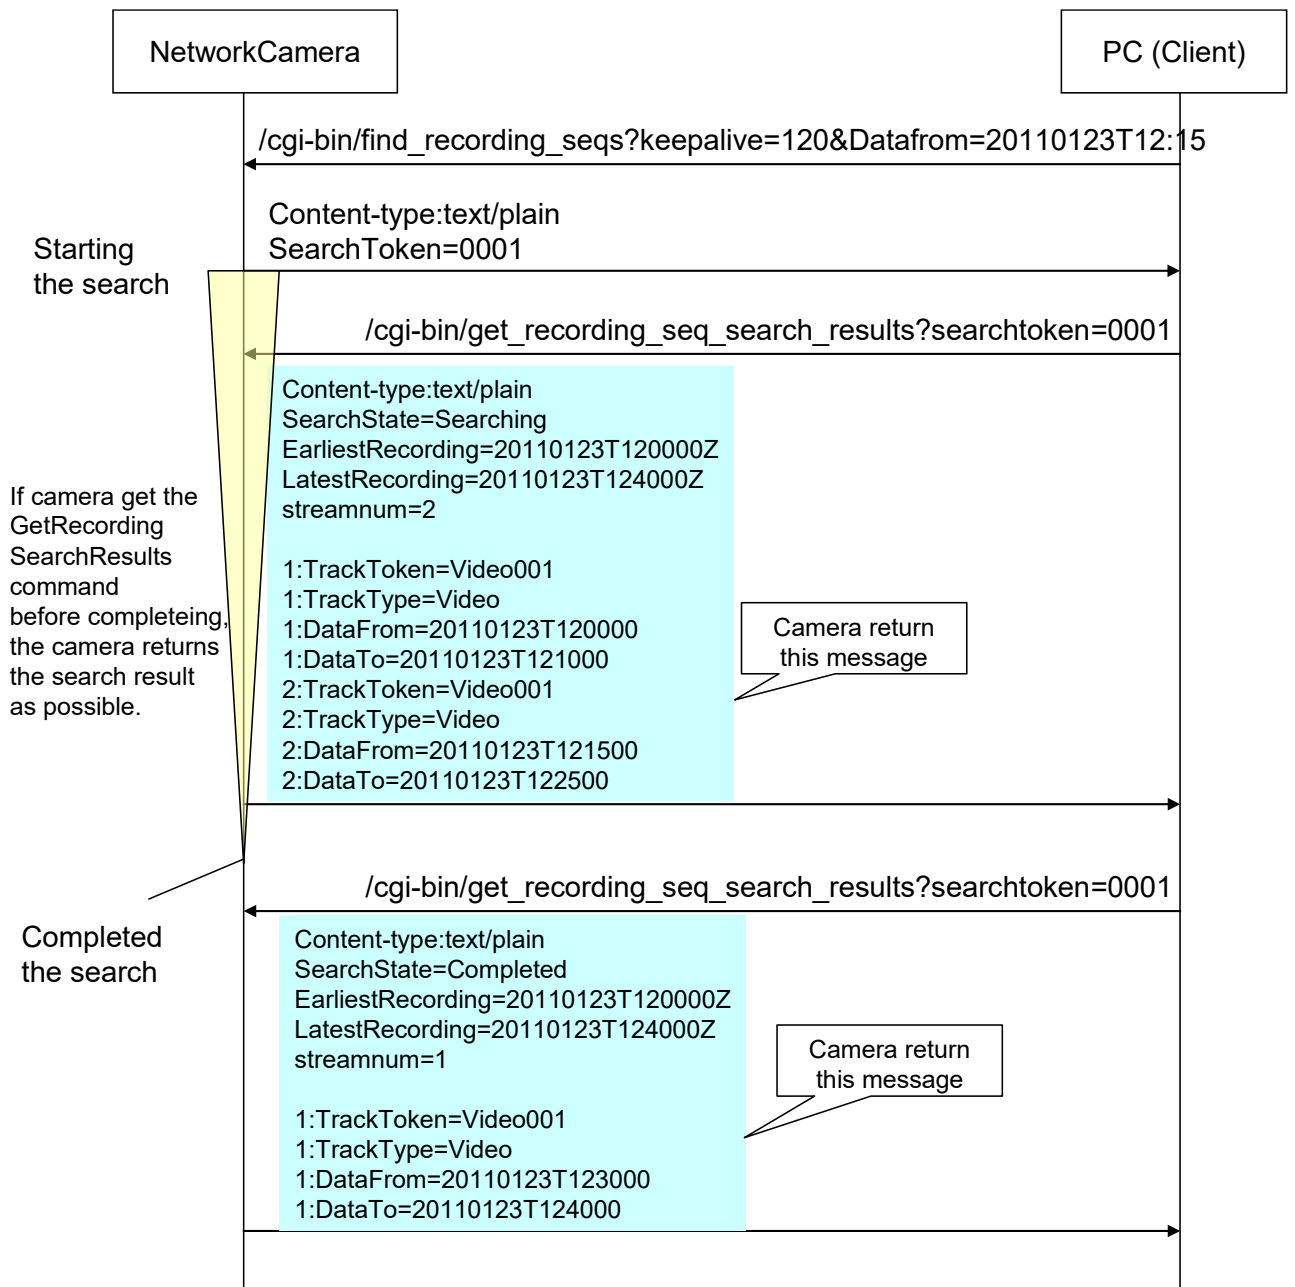 NetworkCamera
PC (Client)
/cgi-bin/find_recording_seqs?keepalive=120&Datafrom=20110123T12:15
Content-type:text/plain
SearchToken=0001
Starting
the search
/cgi-bin/get_recording_seq_search_results?searchtoken=0001
Content-type:text/plain
SearchState=Searching
EarliestRecording=20110123T120000Z
LatestRecording=20110123T124000Z
streamnum=2
1:TrackToken=Video001
1:TrackType=Video
1:DataFrom=20110123T120000
1:DataTo=20110123T121000
2:TrackToken=Video001
2:TrackType=Video
2:DataFrom=20110123T121500
2:DataTo=20110123T122500
If camera get the
GetRecording
SearchResults
command
before completeing,
the camera returns
the search result
as possible.
Camera return
this message
/cgi-bin/get_recording_seq_search_results?searchtoken=0001
Completed
the search
Content-type:text/plain
SearchState=Completed
EarliestRecording=20110123T120000Z
LatestRecording=20110123T124000Z
streamnum=1
1:TrackToken=Video001
1:TrackType=Video
1:DataFrom=20110123T123000
1:DataTo=20110123T124000
Camera return
this message